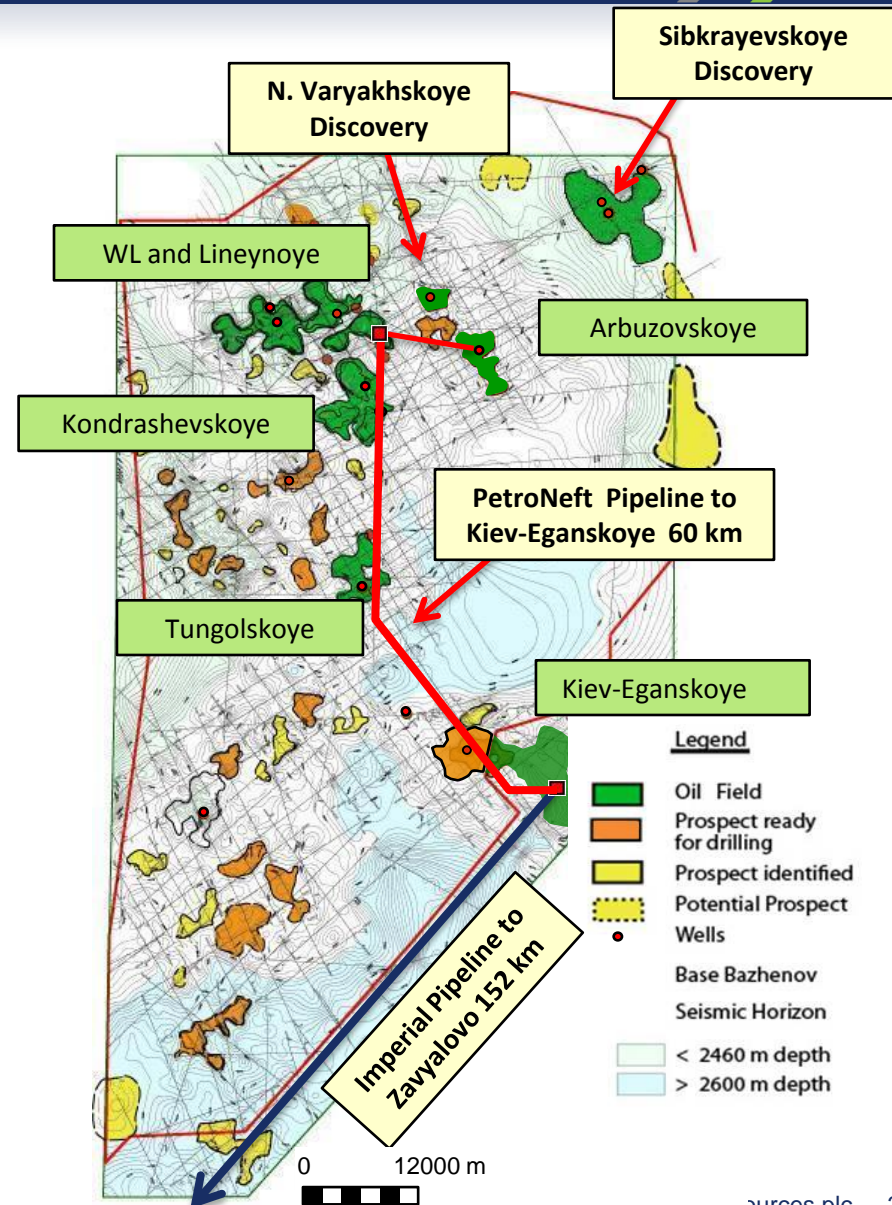 Sibkrayevskoye
Discovery
N. Varyakhskoye
Discovery
WL and Lineynoye
Arbuzovskoye
Kondrashevskoye
PetroNeft Pipeline to
Kiev-Eganskoye 60 km
Tungolskoye
Kiev-Eganskoye
Legend
Oil Field
Prospect ready
for drilling
Prospect identified
Potential Prospect
Wells
Base Bazhenov
Seismic Horizon
< 2460 m depth
> 2600 m depth
Imperial Pipeline to
Zavyalovo 152 km
0 12000 m
plc